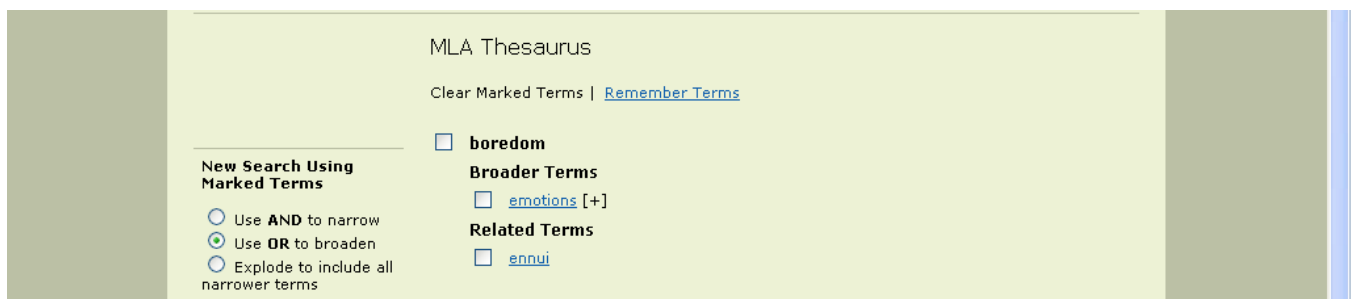 MLA Thesaurus
Clear Marked Terms | Remember Terms
boredom
Broader Terms
emotions [+]
Related Terms
ennui
New Search Using
Marked Terms
Use AND to narrow
Use OR to broaden
Explode to include all
narrower terms